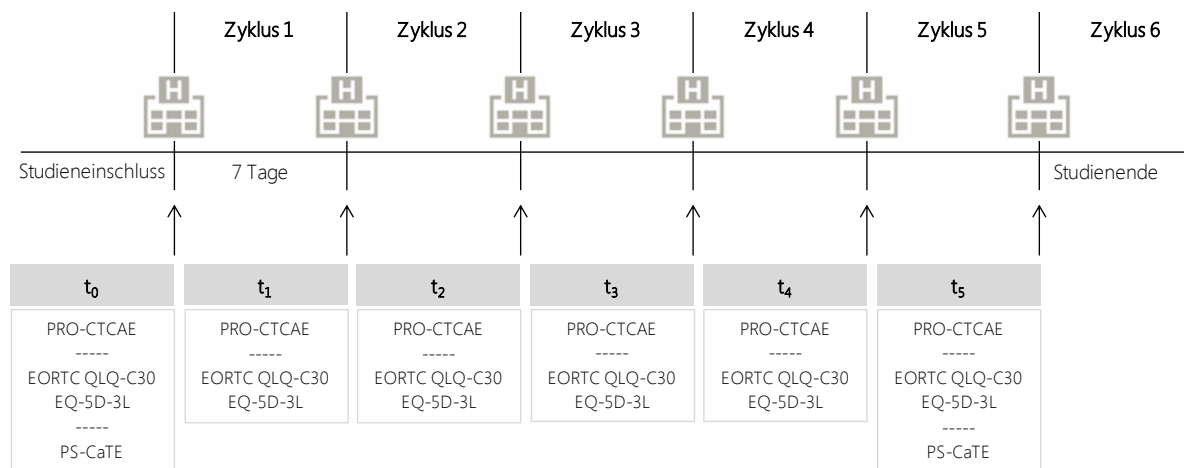 Zyklus 1 Zyklus 2 Zyklus 3 Zyklus 4 Zyklus 5 Zyklus 6
H H H H H H
Studieneinschluss 7 Tage Studienende
t0 t1 t2 t3 t4 t5
PRO-CTCAE PRO-CTCAE PRO-CTCAE PRO-CTCAE PRO-CTCAE PRO-CTCAE
----- ----- ----- ----- ----- -----
EORTC QLQ-C30 EORTC QLQ-C30 EORTC QLQ-C30 EORTC QLQ-C30 EORTC QLQ-C30 EORTC QLQ-C30
EQ-5D-3L EQ-5D-3L EQ-5D-3L EQ-5D-3L EQ-5D-3L EQ-5D-3L
----- -----
PS-CaTE PS-CaTE